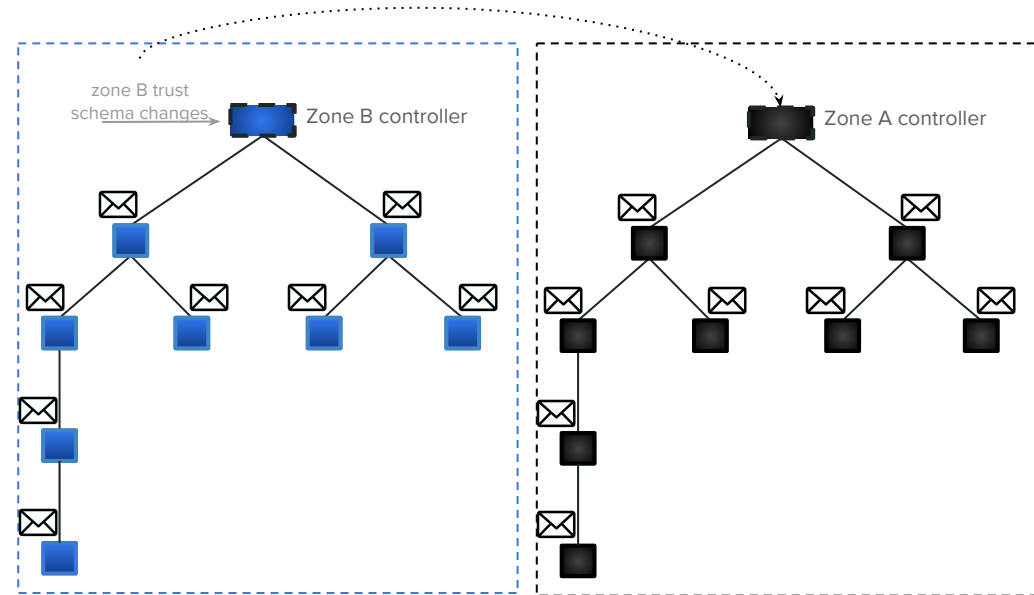 zone B trust
schema changes
Zone B controller
Zone A controller